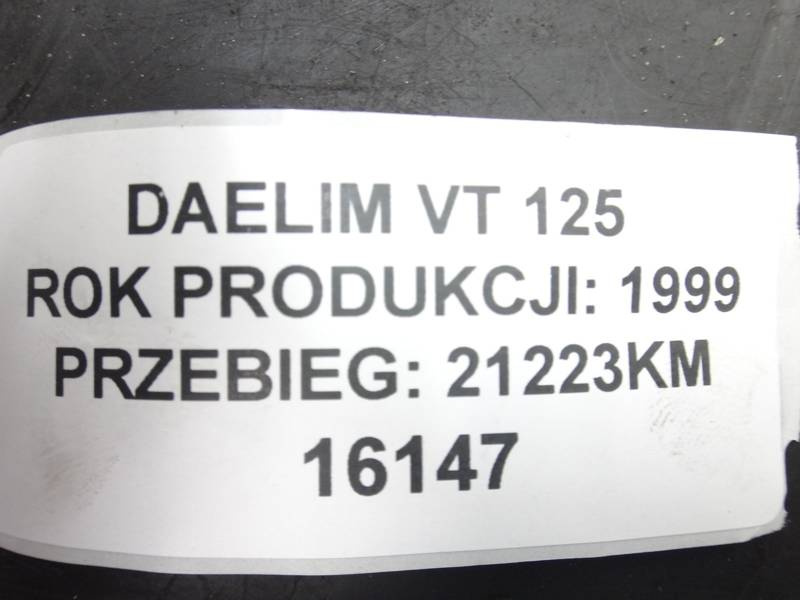 DAELIM VT 125
ROK PRODUKCJI: 1999
PRZEBIEG: 21223KM
16147